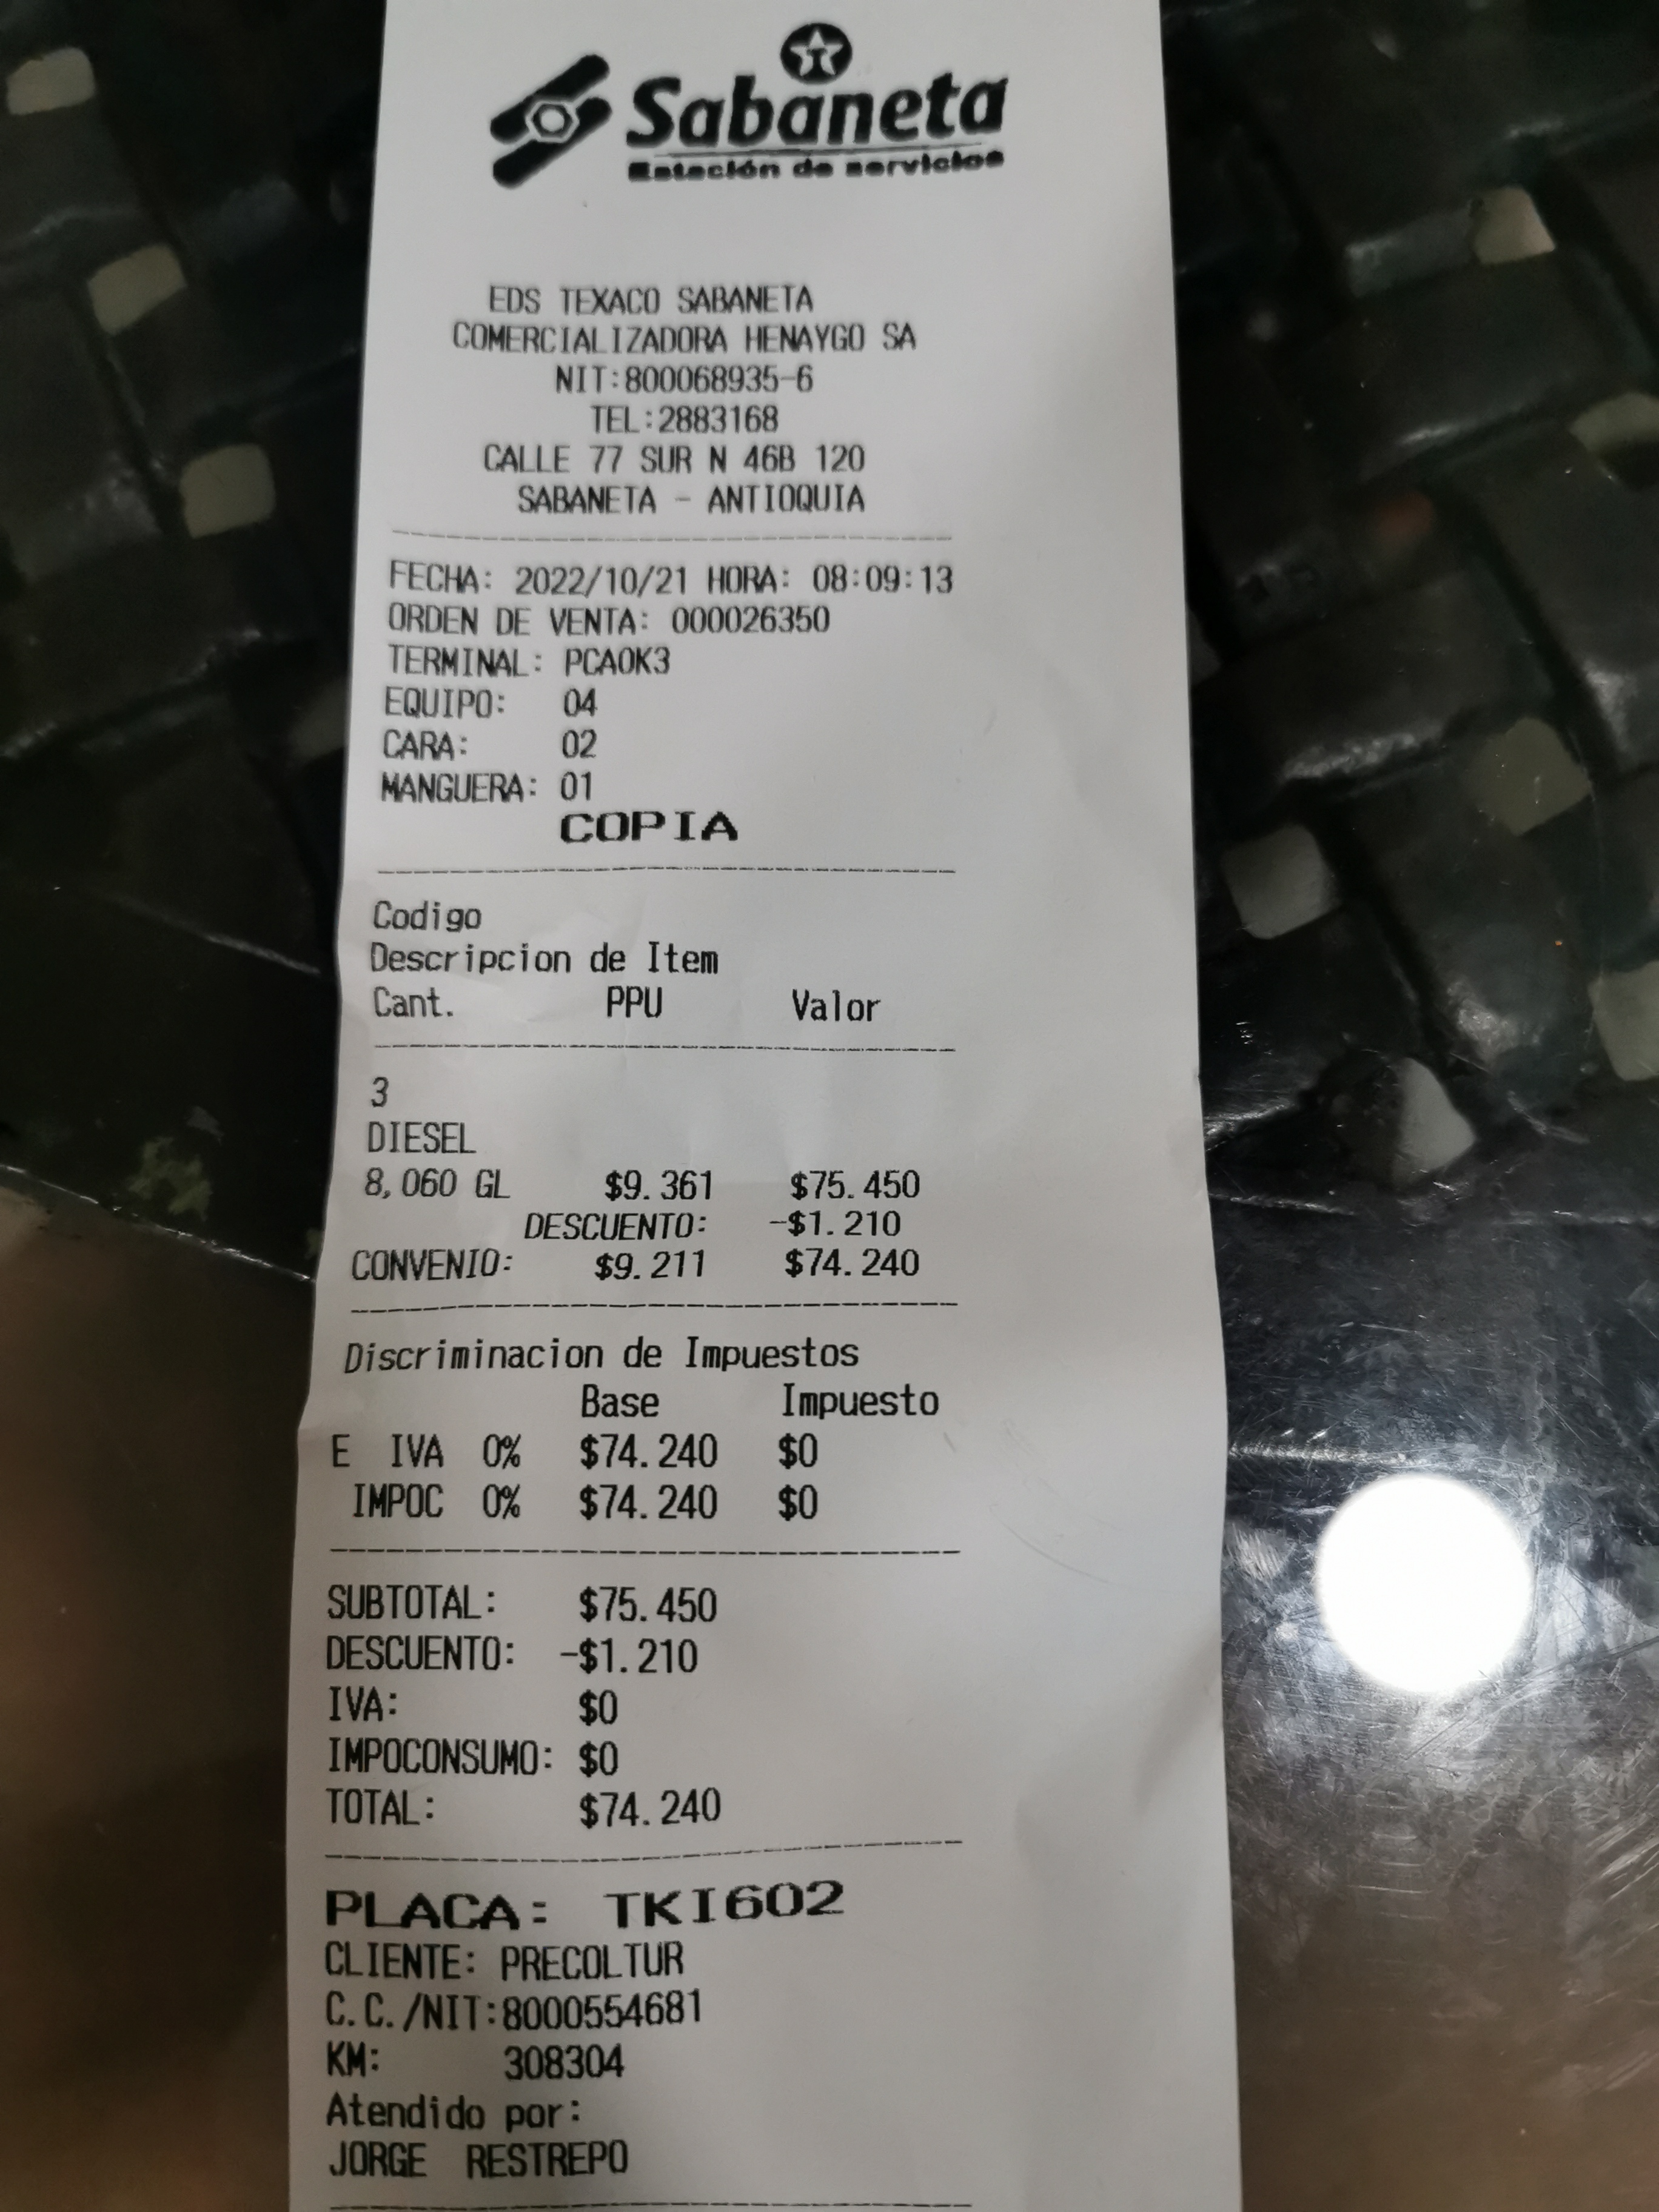 Sabaneta
Estación de servicios
EDS TEXACO SABANETA
COMERCIALIZADORA HENAYGO SA
NIT:800068935-6
TEL:2883168
CALLE 77 SUR N 46B 120
SABANETA - ANTIOQUIA
FECHA: 2022/10/21 HORA: 08:09:13
ORDEN DE VENTA: 000026350
TERMINAL: PCAOK3
EQUIPO: 04
CARA: 02
MANGUERA: 01
COPIA
Codigo
Descripcion de Item
Cant. PPU Valor
3
DIESEL
8,060 GL $9.361 $75.450
DESCUENTO: -$1.210
CONVENIO: $9.211 $74.240
Discriminacion de Impuestos
Base Impuesto
E IVA 0% $74.240 $0
IMPOC 0% $74.240 $0
SUBTOTAL: $75.450
DESCUENTO: -$1.210
IVA: $0
IMPOCONSUMO: $0
TOTAL: $74.240
PLACA: TKI602
CLIENTE: PRECOLTUR
C.C./NIT:8000554681
KM: 308304
Atendido por:
JORGE RESTREPO